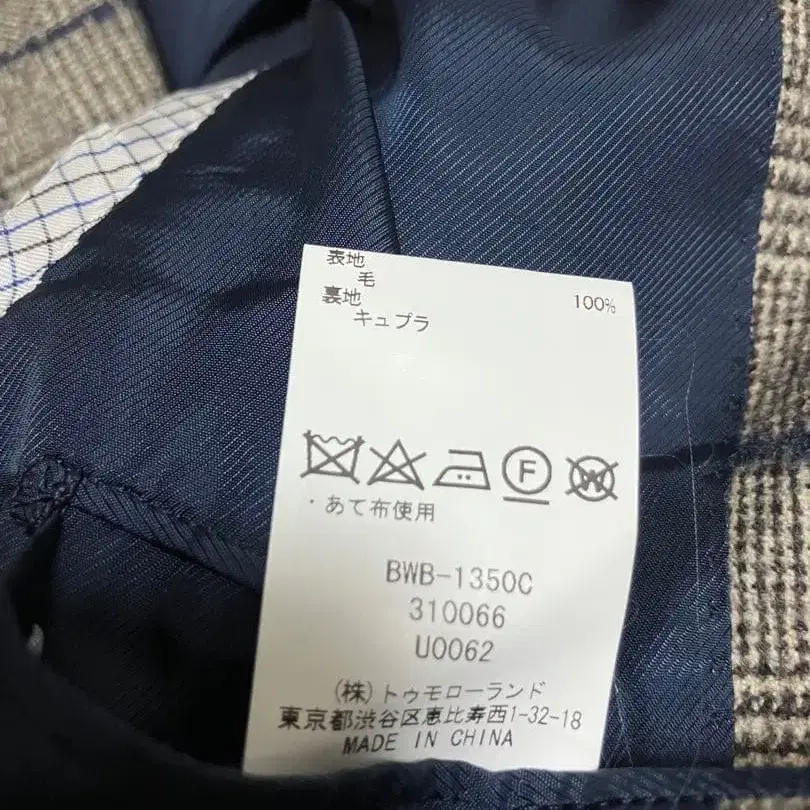 表地
毛 100%
裏地
キュプラ
F
W
・あて布使用
BWB-1350C
310066
U0062
(株)トゥモローランド
東京都渋谷区恵比寿西1-32-18
MADE IN CHINA